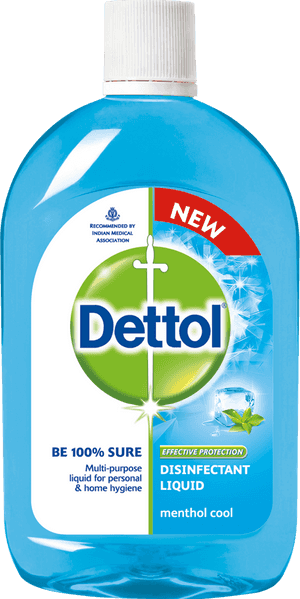 RECOMMENDED BY
INDIAN MEDICAL
ASSOCIATION
NEW
Dettol
BE 100% SURE
Multi-purpose
liquid for personal
& home hygiene
EFFECTIVE PROTECTION
DISINFECTANT
LIQUID
menthol cool